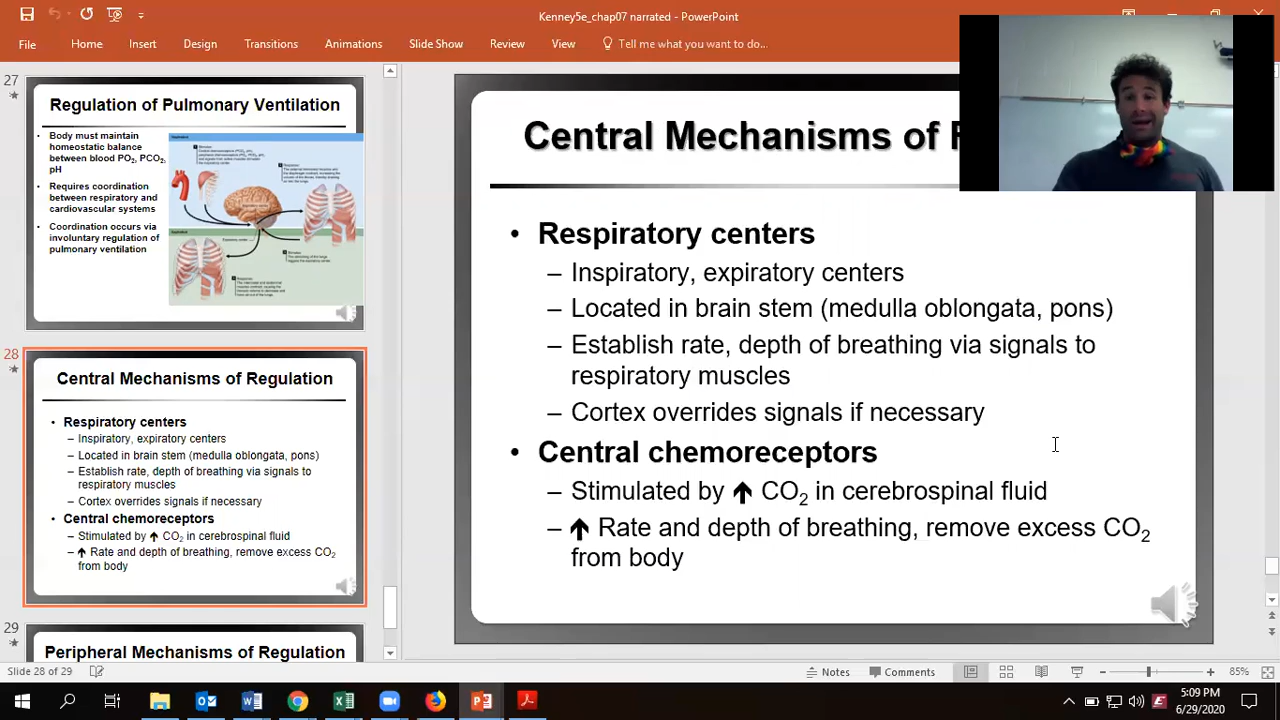 Kenney5e_chap07 narrated - PowerPoint
File Home Insert Design Transitions Animations Slide Show Review View Tell me what you want to do...
27
Regulation of Pulmonary Ventilation
• Body must maintain
homeostatic balance
between blood PO2, PCO2,
pH
• Requires coordination
between respiratory and
cardiovascular systems
• Coordination occurs via
involuntary regulation of
pulmonary ventilation
28
Central Mechanisms of Regulation
• Respiratory centers
– Inspiratory, expiratory centers
– Located in brain stem (medulla oblongata, pons)
– Establish rate, depth of breathing via signals to
respiratory muscles
– Cortex overrides signals if necessary
• Central chemoreceptors
– Stimulated by ↑ CO2 in cerebrospinal fluid
– ↑ Rate and depth of breathing, remove excess CO2
from body
29
Peripheral Mechanisms of Regulation
Central Mechanisms of
• Respiratory centers
– Inspiratory, expiratory centers
– Located in brain stem (medulla oblongata, pons)
– Establish rate, depth of breathing via signals to
respiratory muscles
– Cortex overrides signals if necessary
• Central chemoreceptors
– Stimulated by ↑ CO2 in cerebrospinal fluid
– ↑ Rate and depth of breathing, remove excess CO2
from body
Slide 28 of 29
Notes Comments 85%
5:09 PM
6/29/2020